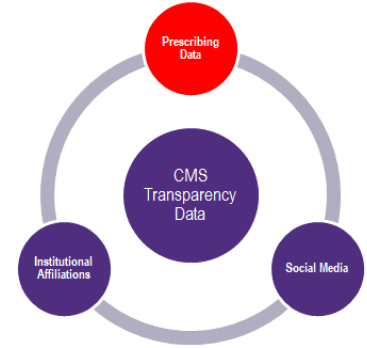 Prescribing
Data
CMS
Transparency
Data
Institutional
Affiliations
Social Media